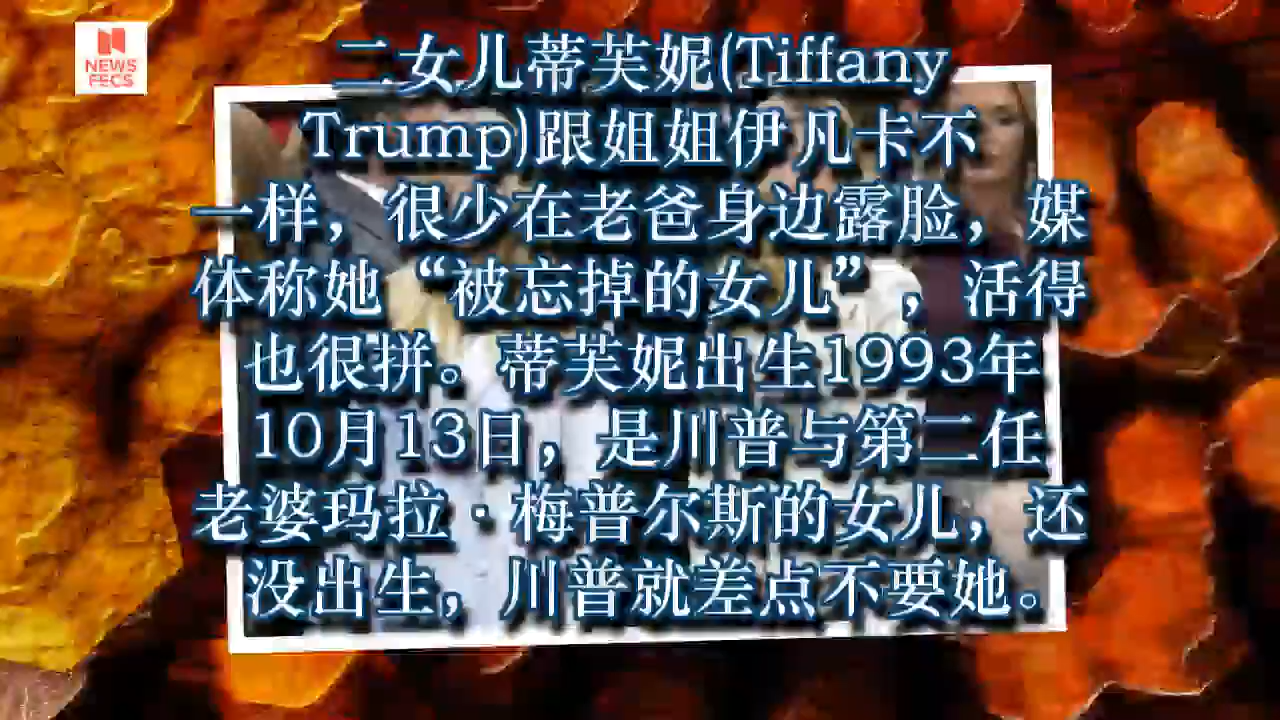 NEWS
FECS
二女儿蒂芙妮(Tiffany
Trump)跟姐姐伊凡卡不
一样，很少在老爸身边露脸，媒
体称她“被忘掉的女儿”，活得
也很拼。蒂芙妮出生1993年
10月13日，是川普与第二任
老婆玛拉·梅普尔斯的女儿，还
没出生，川普就差点不要她。